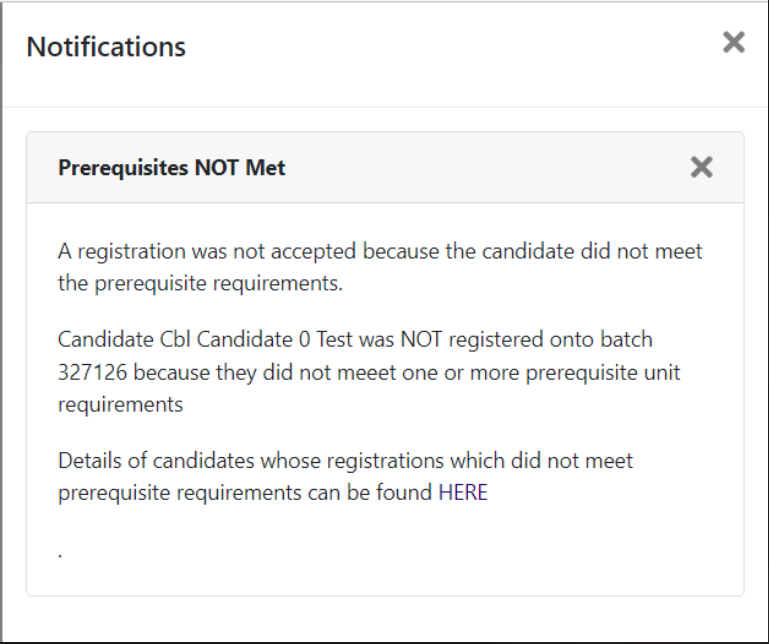 Notifications
Prerequisites NOT Met
A registration was not accepted because the candidate did not meet
the prerequisite requirements.
Candidate Cbl Candidate 0 Test was NOT registered onto batch
327126 because they did not meeet one or more prerequisite unit
requirements
Details of candidates whose registrations which did not meet
prerequisite requirements can be found HERE
.